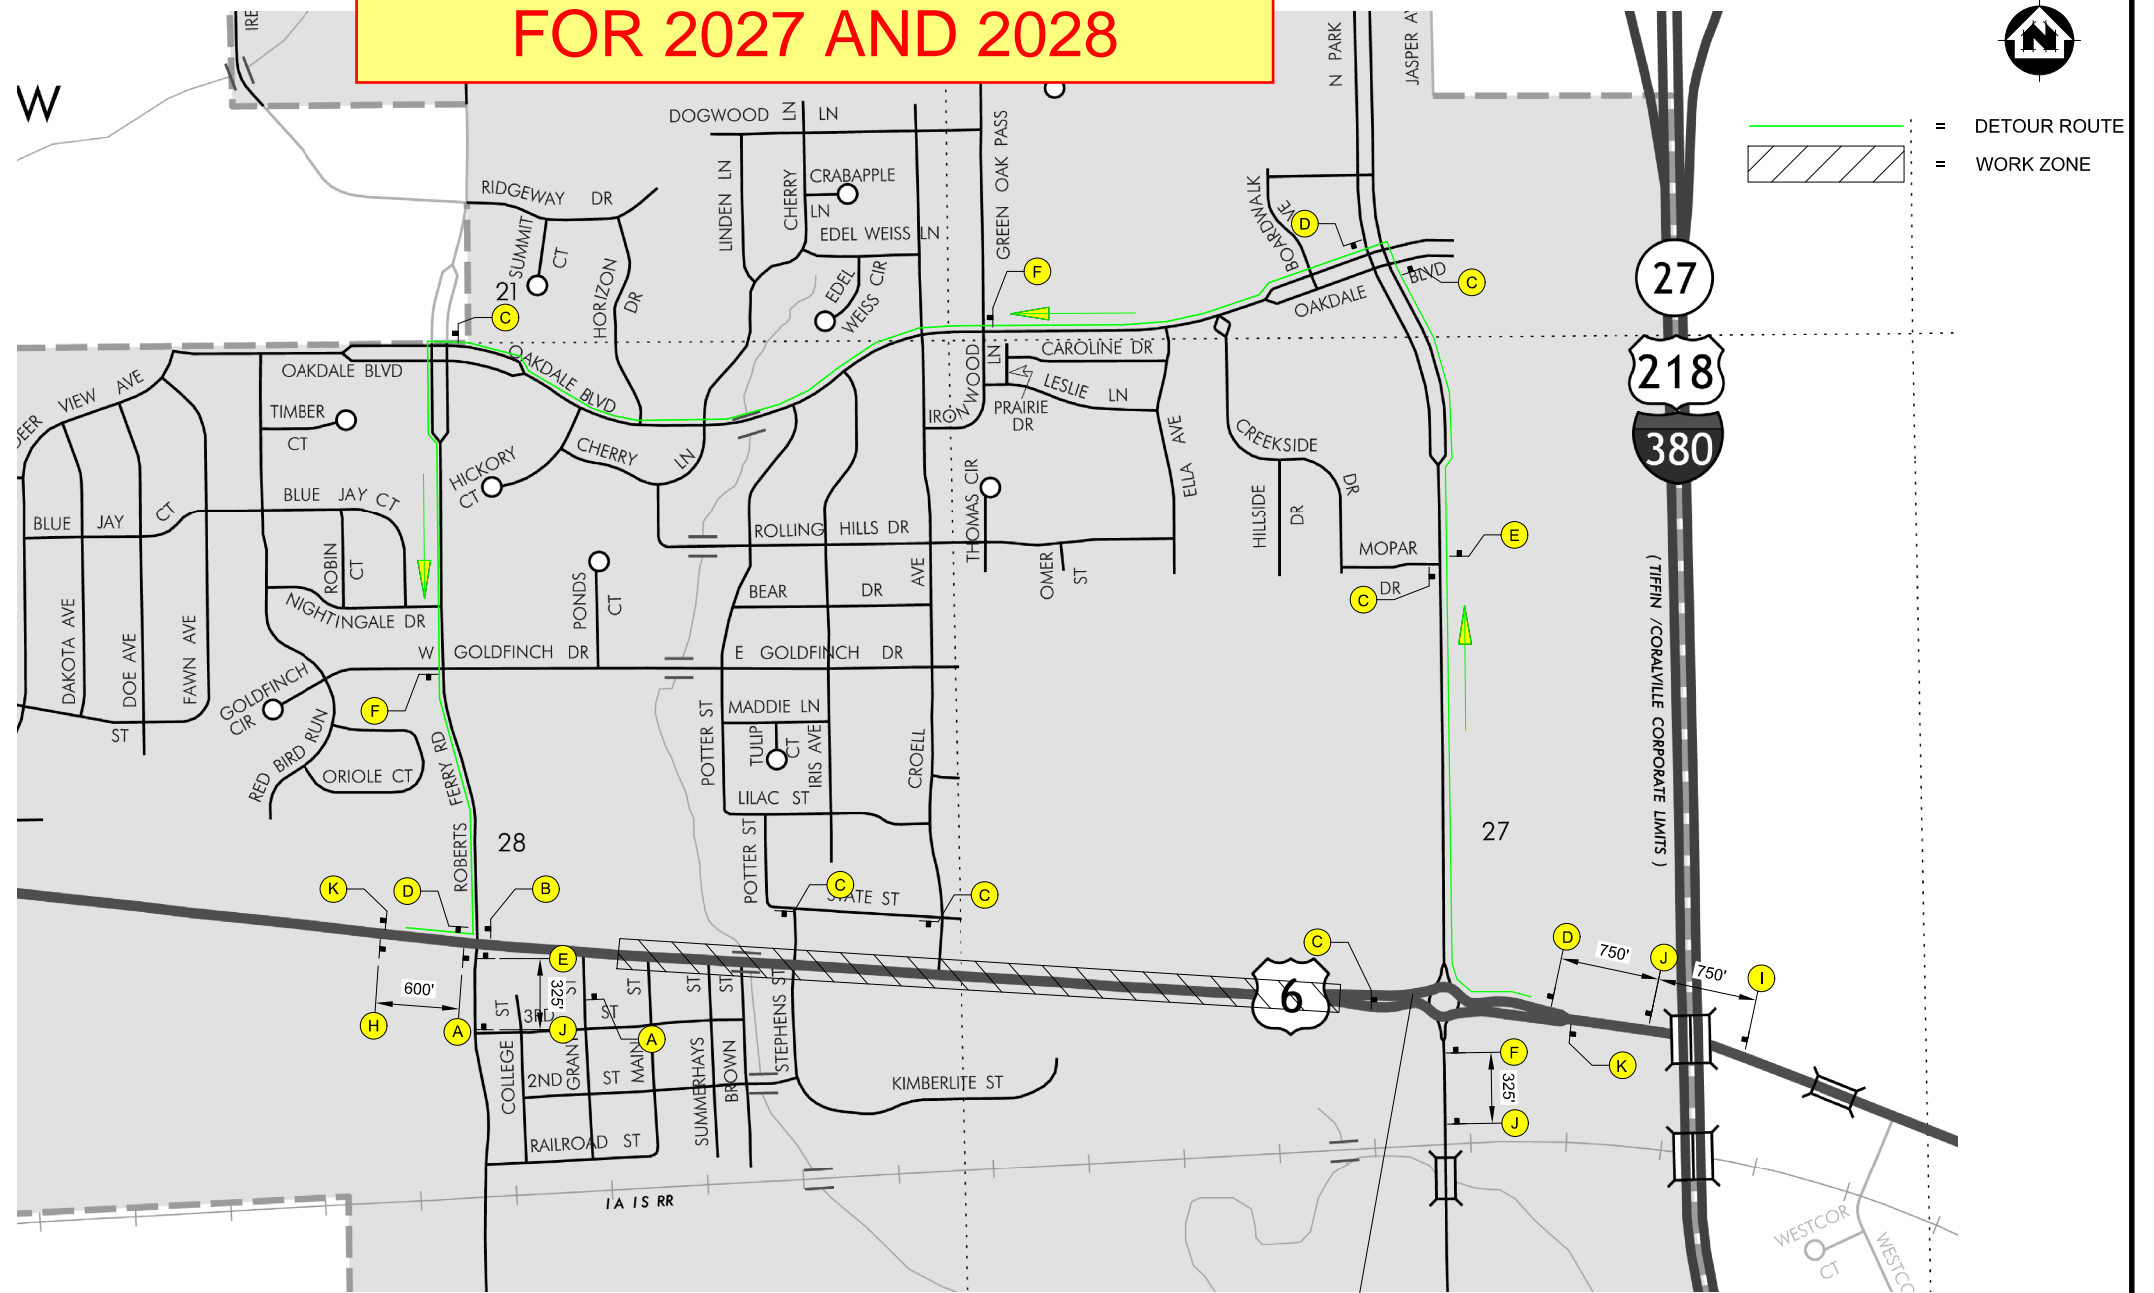 FOR 2027 AND 2028
W
N PARK
JASPER
N
= DETOUR ROUTE
= WORK ZONE
DOGWOOD LN
LN
CHERRY
LINDEN LN
CRABAPPLE
LN
EDEL WEISS LN
EDEL
WEISS CIR
GREEN OAK PASS
RIDGEWAY DR
SUMMIT
CT
21
HORIZON
DR
BOARDWALK
AVE
D
C
F
C
OAKDALE BLVD
27
218
380
OAKDALE BLVD
OAKDALE BLVD
VIEW AVE
TIMBER
CT
IRONWOOD
LN
CAROLINE DR
LESLIE LN
PRAIRIE
DR
HICKORY
CT
CHERRY LN
ELLA AVE
CREEKSIDE
DR
HILLSIDE
DR
THOMAS CIR
BLUE JAY CT
BLUE JAY CT
ROBIN
CT
ROLLING HILLS DR
OMER
ST
MOPAR
DR
E
C
PONDS
CT
BEAR DR
AVE
NIGHTINGALE DR
DAKOTA AVE
DOE AVE
FAWN AVE
W GOLDFINCH DR
E GOLDFINCH DR
GOLDFINCH
CIR
F
RED BIRD RUN
ORIOLE CT
ST
ROBERTS FERRY RD
POTTER ST
MADDIE LN
TULIP
CT
IRIS AVE
CROELL
LILAC ST
POTTER ST
( TIFFIN /CORALVILLE CORPORATE LIMITS )
28
27
K
D
B
C
STATE ST
C
C
D
750'
J
750'
I
E
325'
600'
H
A
J
A
6
ST
ST
ST
ST
ST
3RD ST
COLLEGE
GRANT
MAIN
SUMMERHAYS
BROWN
STEPHENS ST
2ND ST
KIMBERLITE ST
RAILROAD ST
F
K
325'
J
IA IS RR
WESTCOR
CT